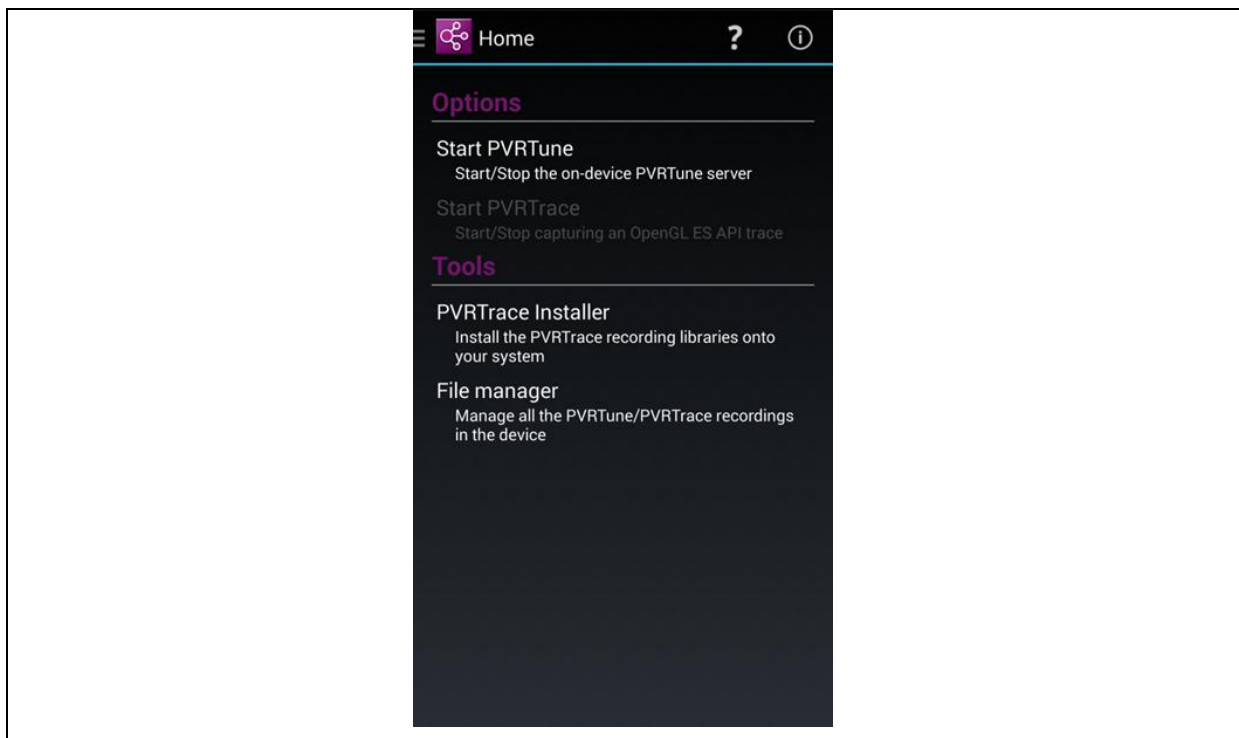 Home ?
Options
Start PVRTune
Start/Stop the on-device PVRTune server
Start PVRTrace
Start/Stop capturing an OpenGL ES API trace
Tools
PVRTrace Installer
Install the PVRTrace recording libraries onto
your system
File manager
Manage all the PVRTune/PVRTrace recordings
in the device